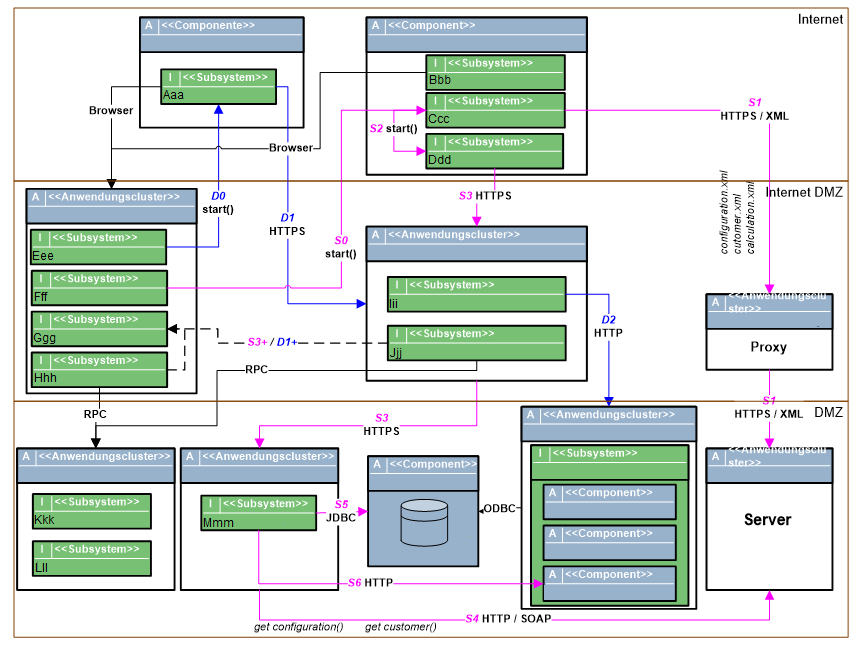 Internet
A <<Componente>>
I <<Subsystem>>
Aaa
A <<Component>>
I <<Subsystem>>
Bbb
I <<Subsystem>>
Ccc
I <<Subsystem>>
Ddd
Browser
Browser
S2 start()
S1
HTTPS / XML
Internet DMZ
configuration.xml
cutomer.xml
calculation.xml
A <<Anwendungscluster>>
I <<Subsystem>>
Eee
I <<Subsystem>>
Fff
I <<Subsystem>>
Ggg
I <<Subsystem>>
Hhh
D0
start()
D1
HTTPS
S0
start()
S3 HTTPS
A <<Anwendungscluster>>
I <<Subsystem>>
Iii
I <<Subsystem>>
Jjj
S3+ / D1+
RPC
RPC
D2
HTTP
A <<Anwendungsclu
ster>>
Proxy
DMZ
S1
HTTPS / XML
S3
HTTPS
A <<Anwendungscluster>>
I <<Subsystem>>
Kkk
I <<Subsystem>>
Lll
A <<Anwendungscluster>>
I <<Subsystem>>
Mmm
S5
JDBC
A <<Component>>
ODBC
A <<Anwendungscluster>>
I <<Subsystem>>
A <<Component>>
A <<Component>>
A <<Component>>
A <<Anwendungsclu
ster>>
Server
S6 HTTP
S4 HTTP / SOAP
get configuration() get customer()